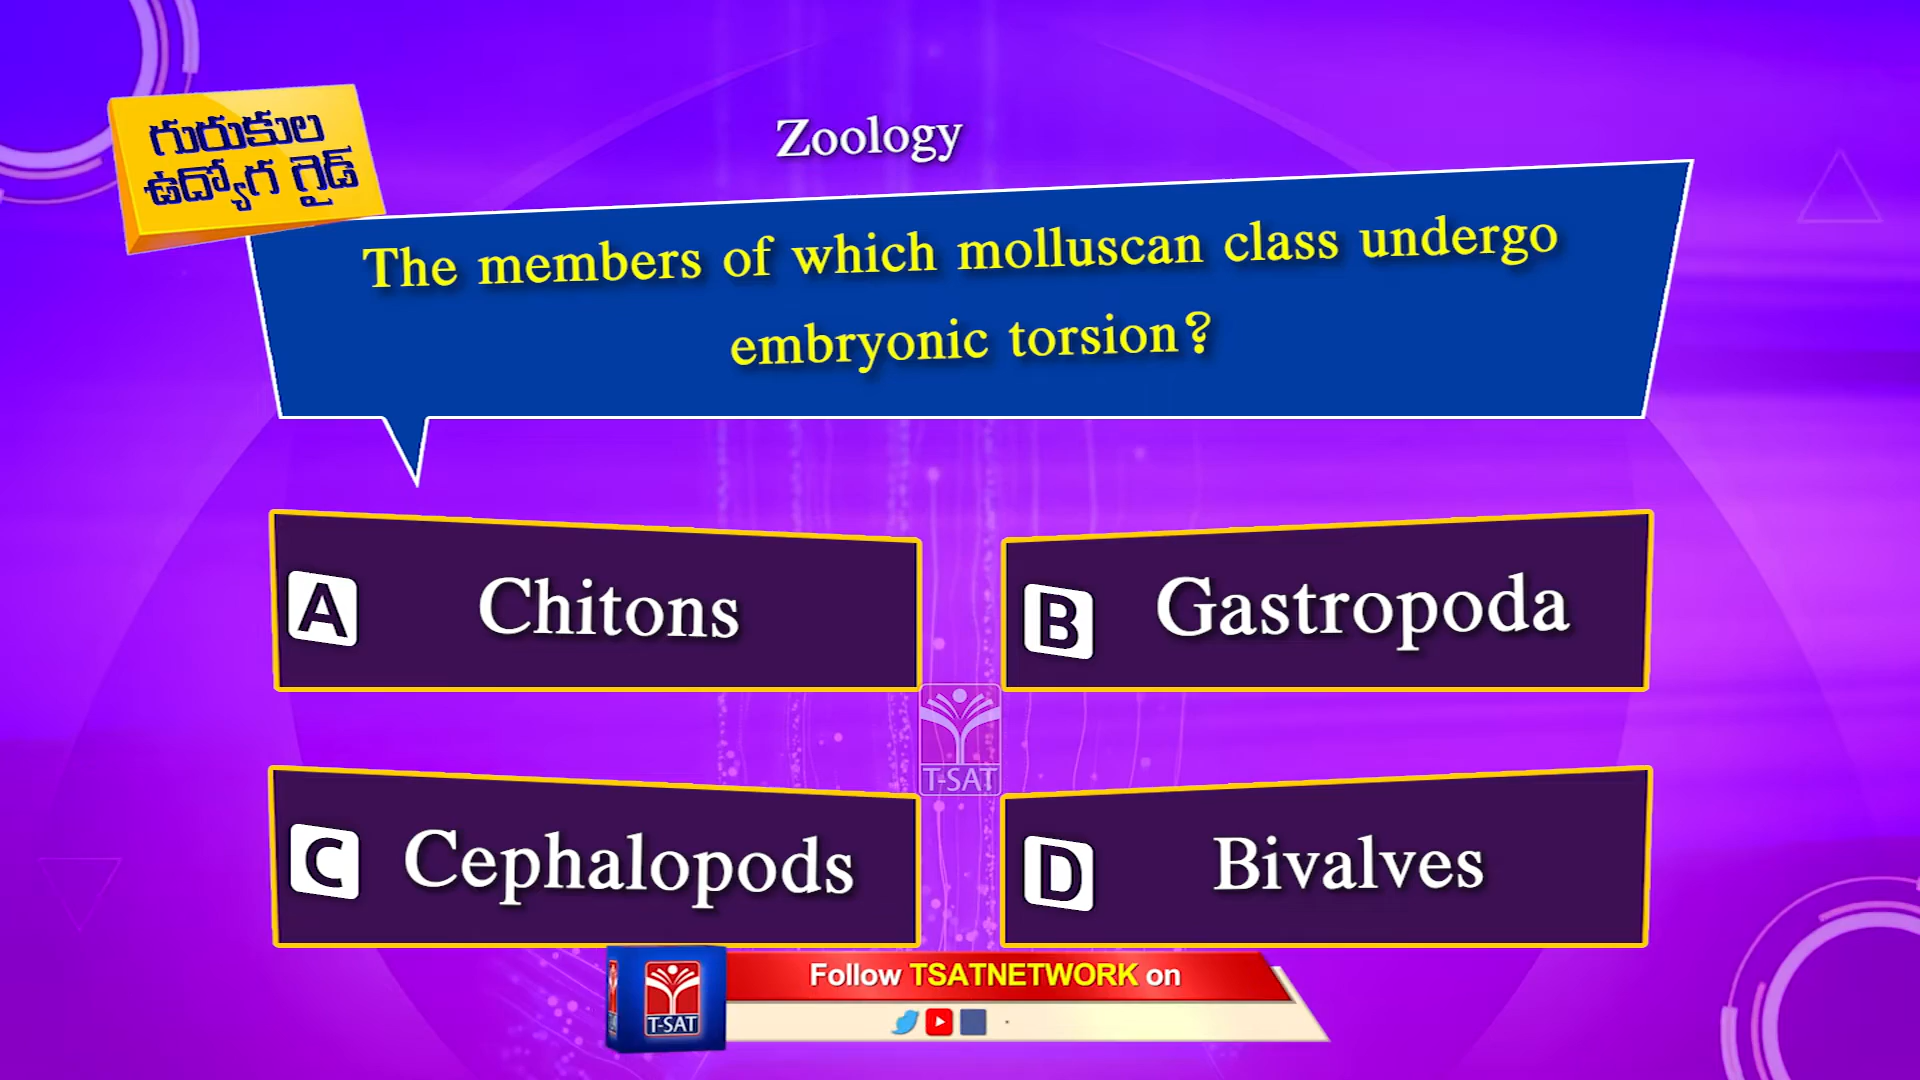 గురుకుల
ఉద్యోగ గైడ్
Zoology
The members of which molluscan class undergo
embryonic torsion?
A Chitons
B Gastropoda
T-SAT
C Cephalopods
D Bivalves
Follow TSATNETWORK on
T-SAT